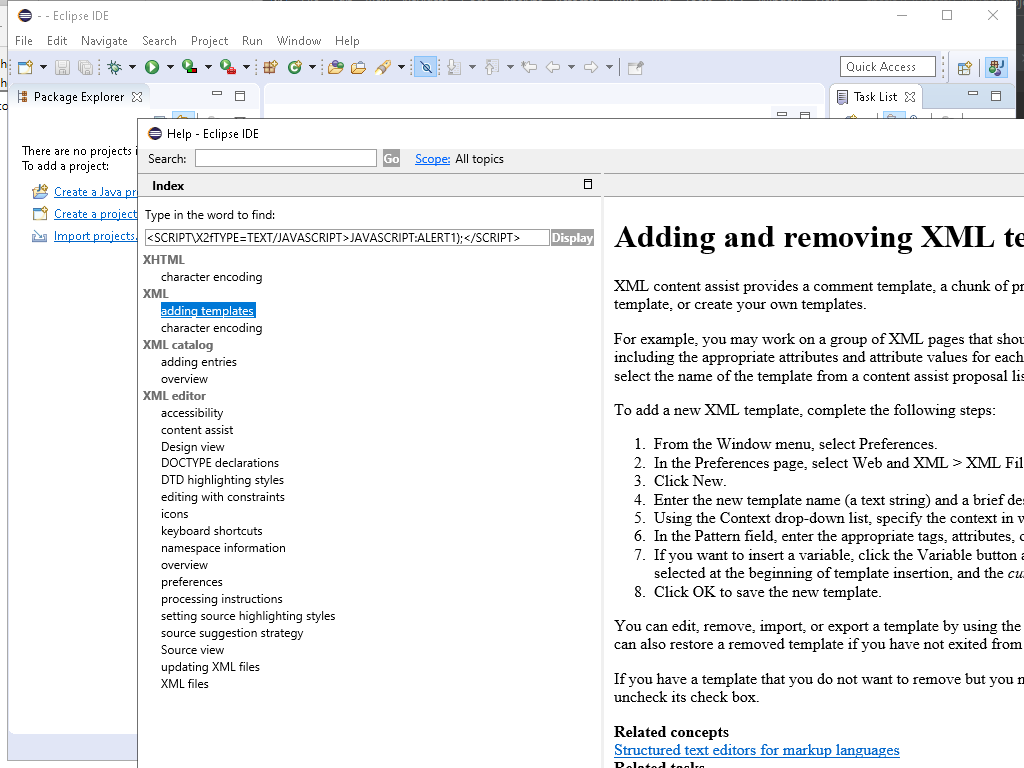 - - Eclipse IDE
File Edit Navigate Search Project Run Window Help
Quick Access
Package Explorer
Task List
There are no projects i
To add a project:
Create a Java pr
Create a project
Import projects.
Help - Eclipse IDE
Search:
Go
Scope: All topics
Index
Type in the word to find:
<SCRIPT\X2fTYPE=TEXT/JAVASCRIPT>JAVASCRIPT:ALERT1);</SCRIPT>
Display
XHTML
character encoding
XML
adding templates
character encoding
XML catalog
adding entries
overview
XML editor
accessibility
content assist
Design view
DOCTYPE declarations
DTD highlighting styles
editing with constraints
icons
keyboard shortcuts
namespace information
overview
preferences
processing instructions
setting source highlighting styles
source suggestion strategy
Source view
updating XML files
XML files
Adding and removing XML te
XML content assist provides a comment template, a chunk of pr
template, or create your own templates.
For example, you may work on a group of XML pages that shou
including the appropriate attributes and attribute values for each
select the name of the template from a content assist proposal lis
To add a new XML template, complete the following steps:
1. From the Window menu, select Preferences.
2. In the Preferences page, select Web and XML > XML Fil
3. Click New.
4. Enter the new template name (a text string) and a brief des
5. Using the Context drop-down list, specify the context in w
6. In the Pattern field, enter the appropriate tags, attributes, o
7. If you want to insert a variable, click the Variable button a
selected at the beginning of template insertion, and the cu
8. Click OK to save the new template.
You can edit, remove, import, or export a template by using the
can also restore a removed template if you have not exited from
If you have a template that you do not want to remove but you n
uncheck its check box.
Related concepts
Structured text editors for markup languages
Related tasks